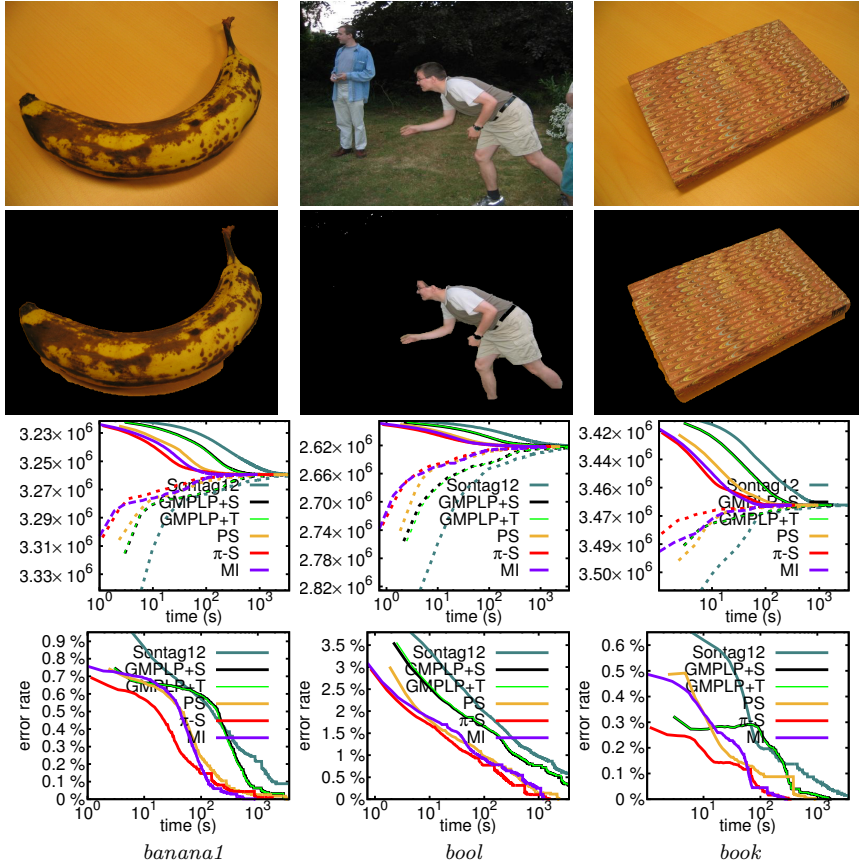 3.23× 10^6
3.25× 10^6
3.27× 10^6
3.29× 10^6
3.31× 10^6
3.33× 10^6
Sontag12
GMPLP+S
GMPLP+T
PS
π-S
MI
10^0 10^1 10^2 10^3
time (s)
2.62× 10^6
2.66× 10^6
2.70× 10^6
2.74× 10^6
2.78× 10^6
2.82× 10^6
Sontag12
GMPLP+S
GMPLP+T
PS
π-S
MI
10^0 10^1 10^2 10^3
time (s)
3.42× 10^6
3.44× 10^6
3.46× 10^6
3.47× 10^6
3.49× 10^6
3.50× 10^6
Sontag12
GMPLP+S
GMPLP+T
PS
π-S
MI
10^1 10^2 10^3
time (s)
error rate
0.9 %
0.8 %
0.7 %
0.6 %
0.5 %
0.4 %
0.3 %
0.2 %
0.1 %
0 %
Sontag12
GMPLP+S
GMPLP+T
PS
π-S
MI
10^0 10^1 10^2 10^3
time (s)
banana1
error rate
3.5 %
3 %
2.5 %
2 %
1.5 %
1 %
0.5 %
0 %
Sontag12
GMPLP+S
GMPLP+T
PS
π-S
MI
10^0 10^1 10^2 10^3
time (s)
bool
error rate
0.6 %
0.5 %
0.4 %
0.3 %
0.2 %
0.1 %
0 %
Sontag12
GMPLP+S
GMPLP+T
PS
π-S
MI
10^1 10^2 10^3
time (s)
book